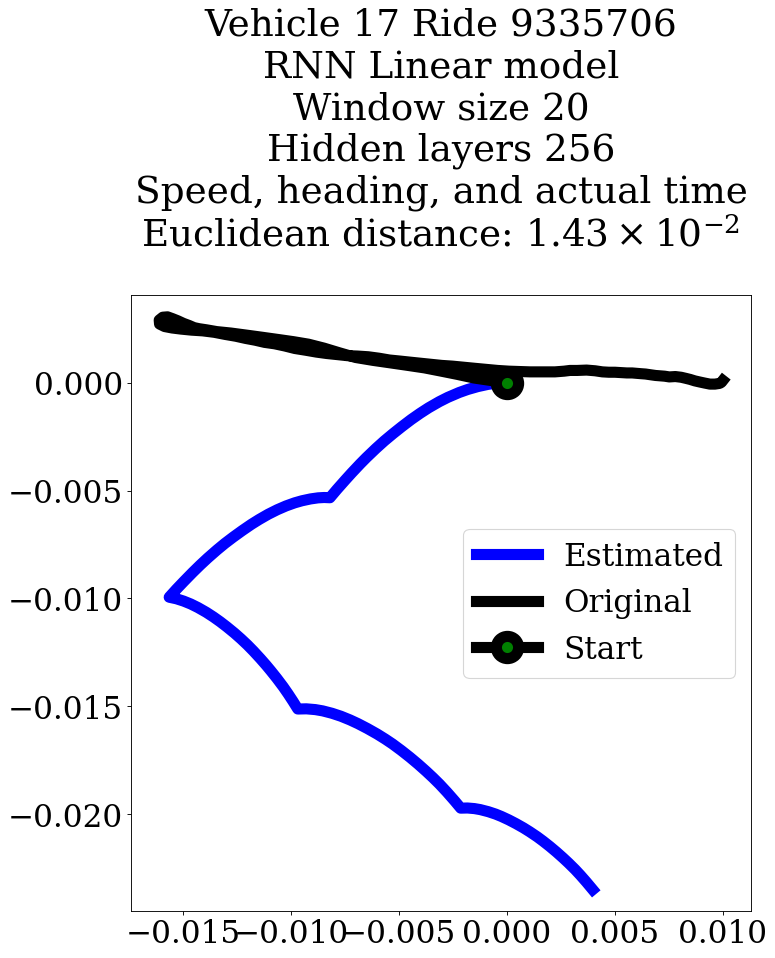 Vehicle 17 Ride 9335706
RNN Linear model
Window size 20
Hidden layers 256
Speed, heading, and actual time
Euclidean distance: 1.43 × 10⁻²
0.000
−0.005
−0.010
−0.015
−0.020
Estimated
Original
Start
−0.015 −0.010 −0.005 0.000 0.005 0.010